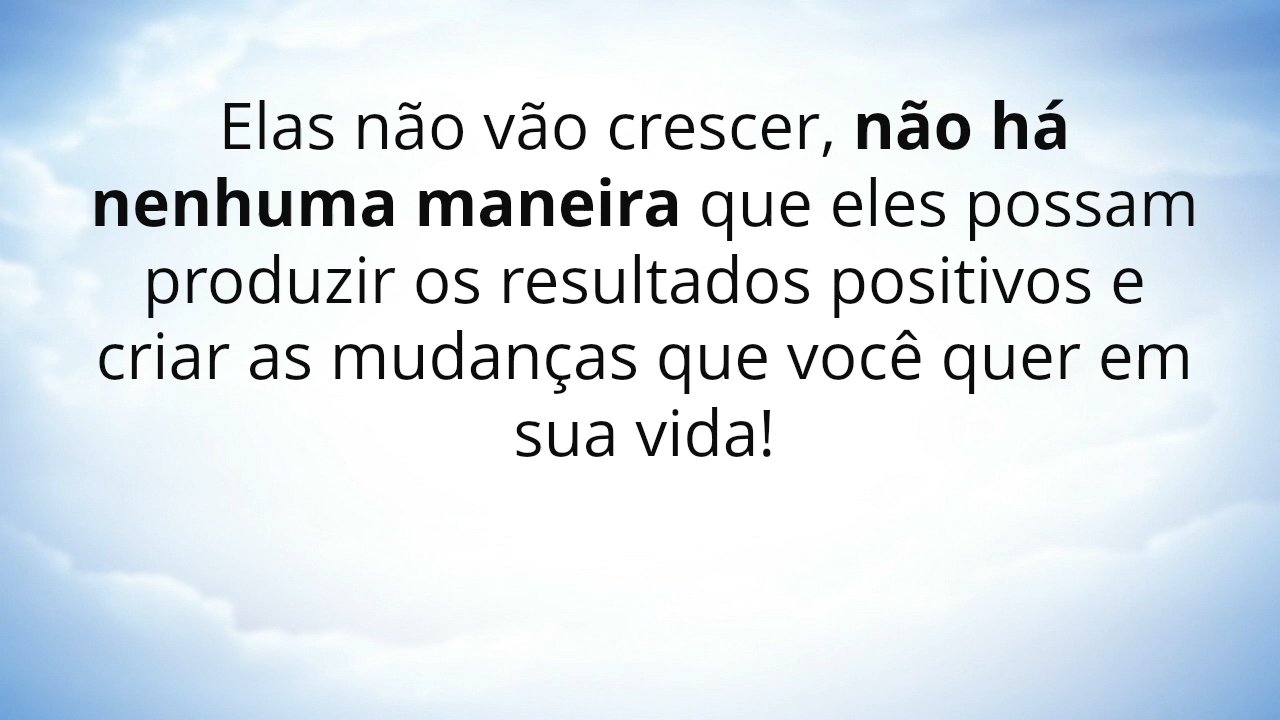 Elas não vão crescer, não há
nenhuma maneira que eles possam
produzir os resultados positivos e
criar as mudanças que você quer em
sua vida!